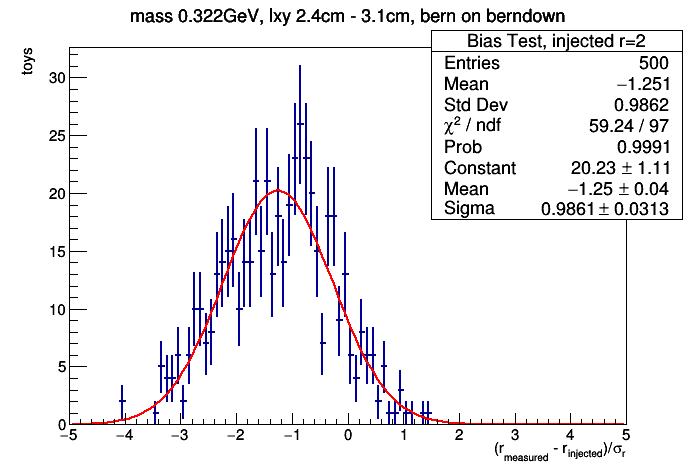 mass 0.322GeV, lxy 2.4cm - 3.1cm, bern on berndown
toys
Bias Test, injected r=2
Entries 500
Mean −1.251
Std Dev 0.9862
χ² / ndf 59.24 / 97
Prob 0.9991
Constant 20.23 ± 1.11
Mean −1.25 ± 0.04
Sigma 0.9861 ± 0.0313
30
25
20
15
10
5
0
−5 −4 −3 −2 −1 0 1 2 3 4 5
(r_measured - r_injected)/σ_r